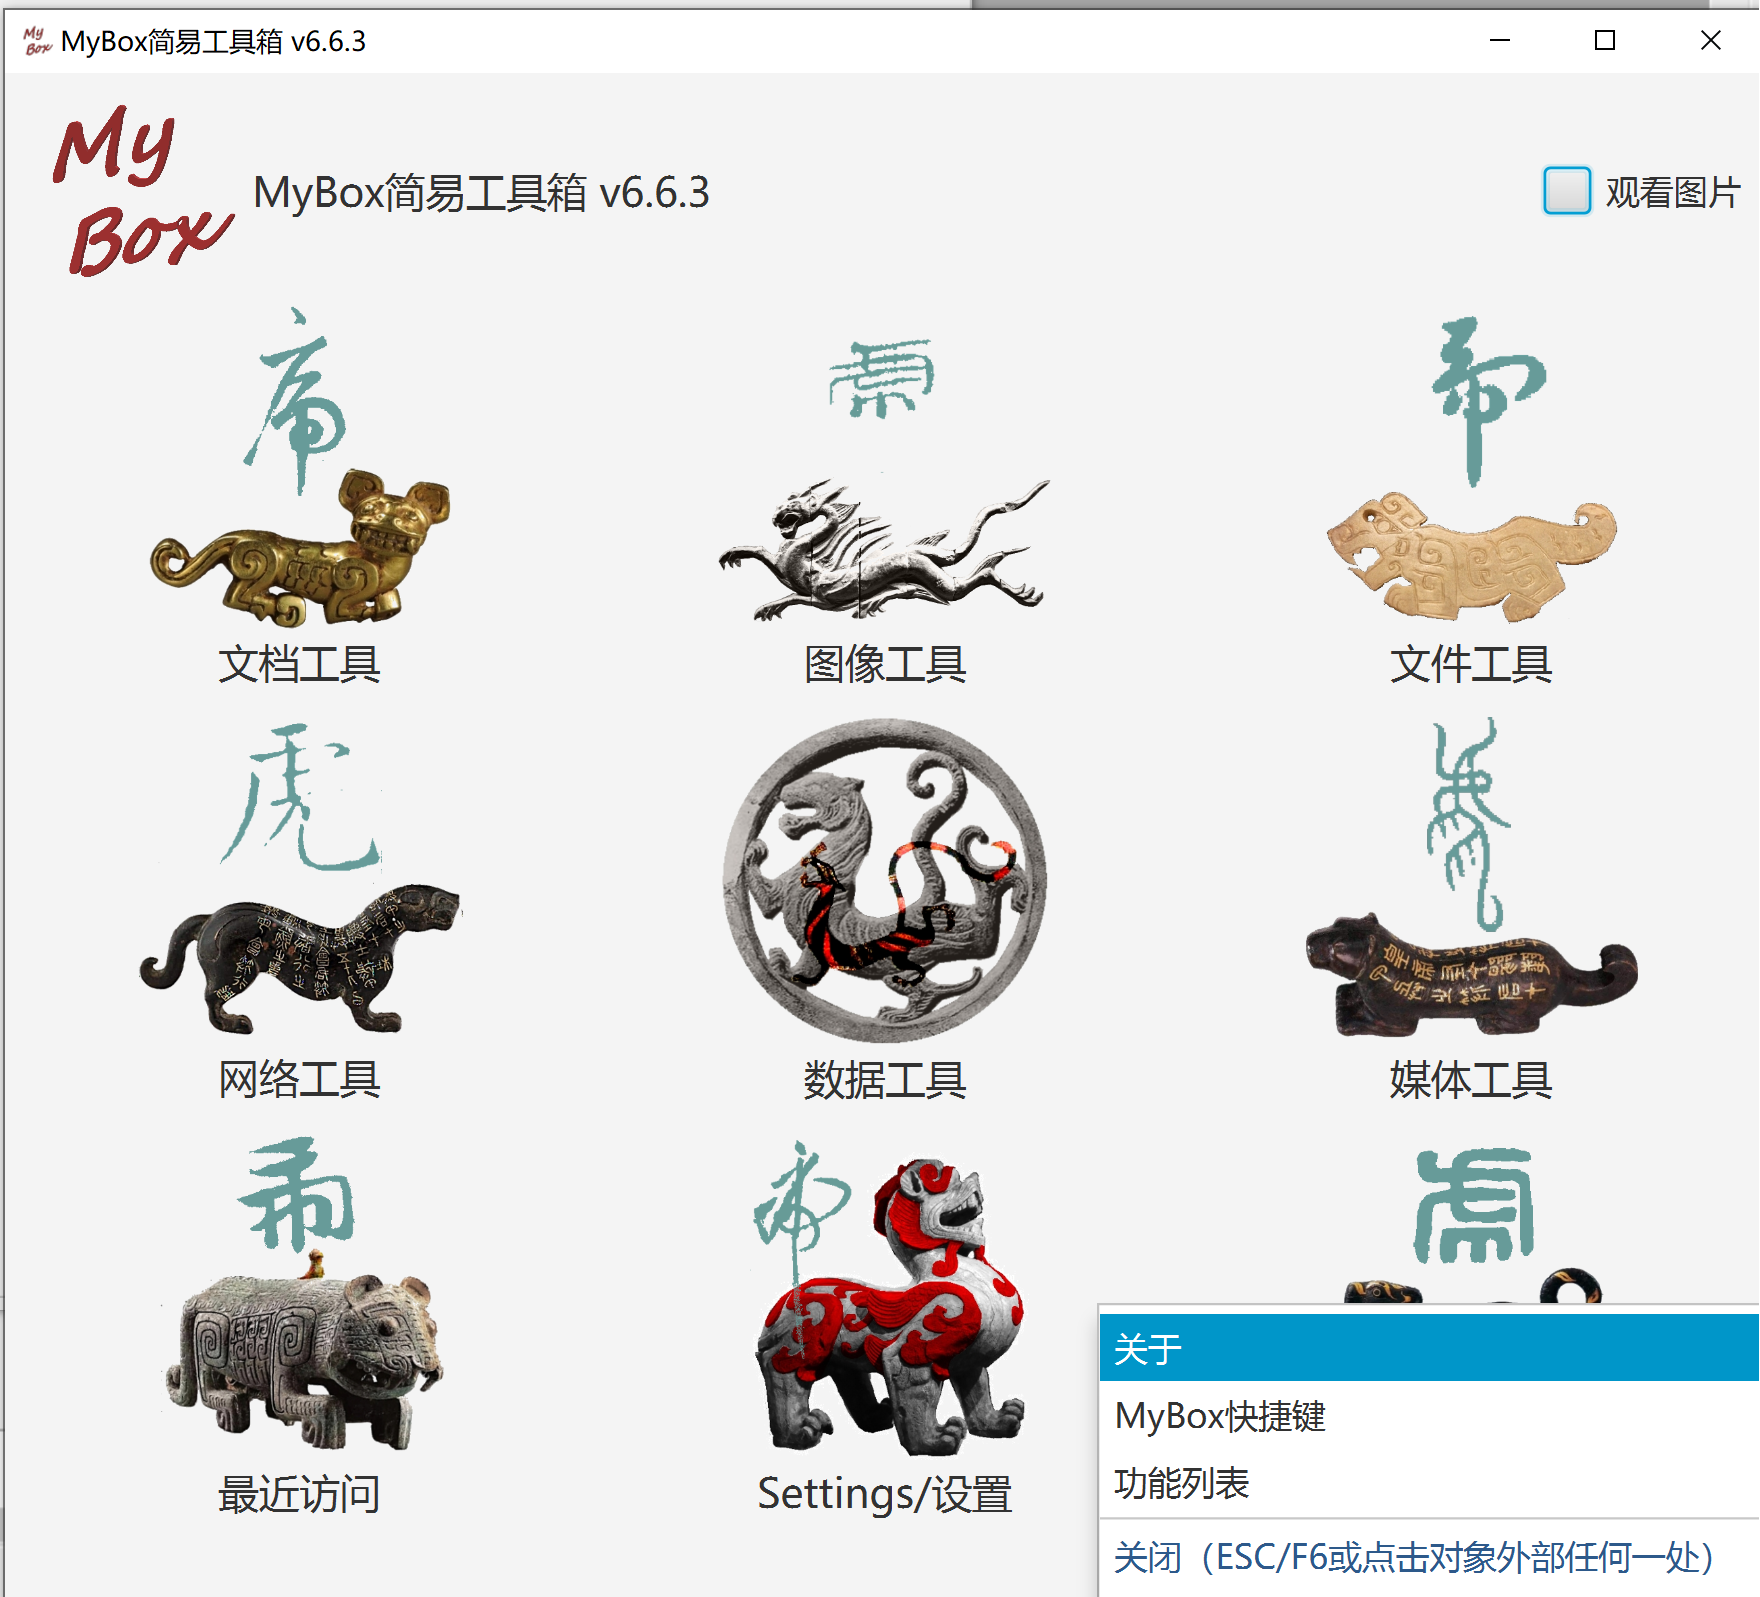 MyBox简易工具箱 v6.6.3
My
Box
MyBox简易工具箱 v6.6.3
观看图片
文档工具
图像工具
文件工具
虎
网络工具
数据工具
媒体工具
最近访问
Settings/设置
关于
MyBox快捷键
功能列表
关闭（ESC/F6或点击对象外部任何一处）